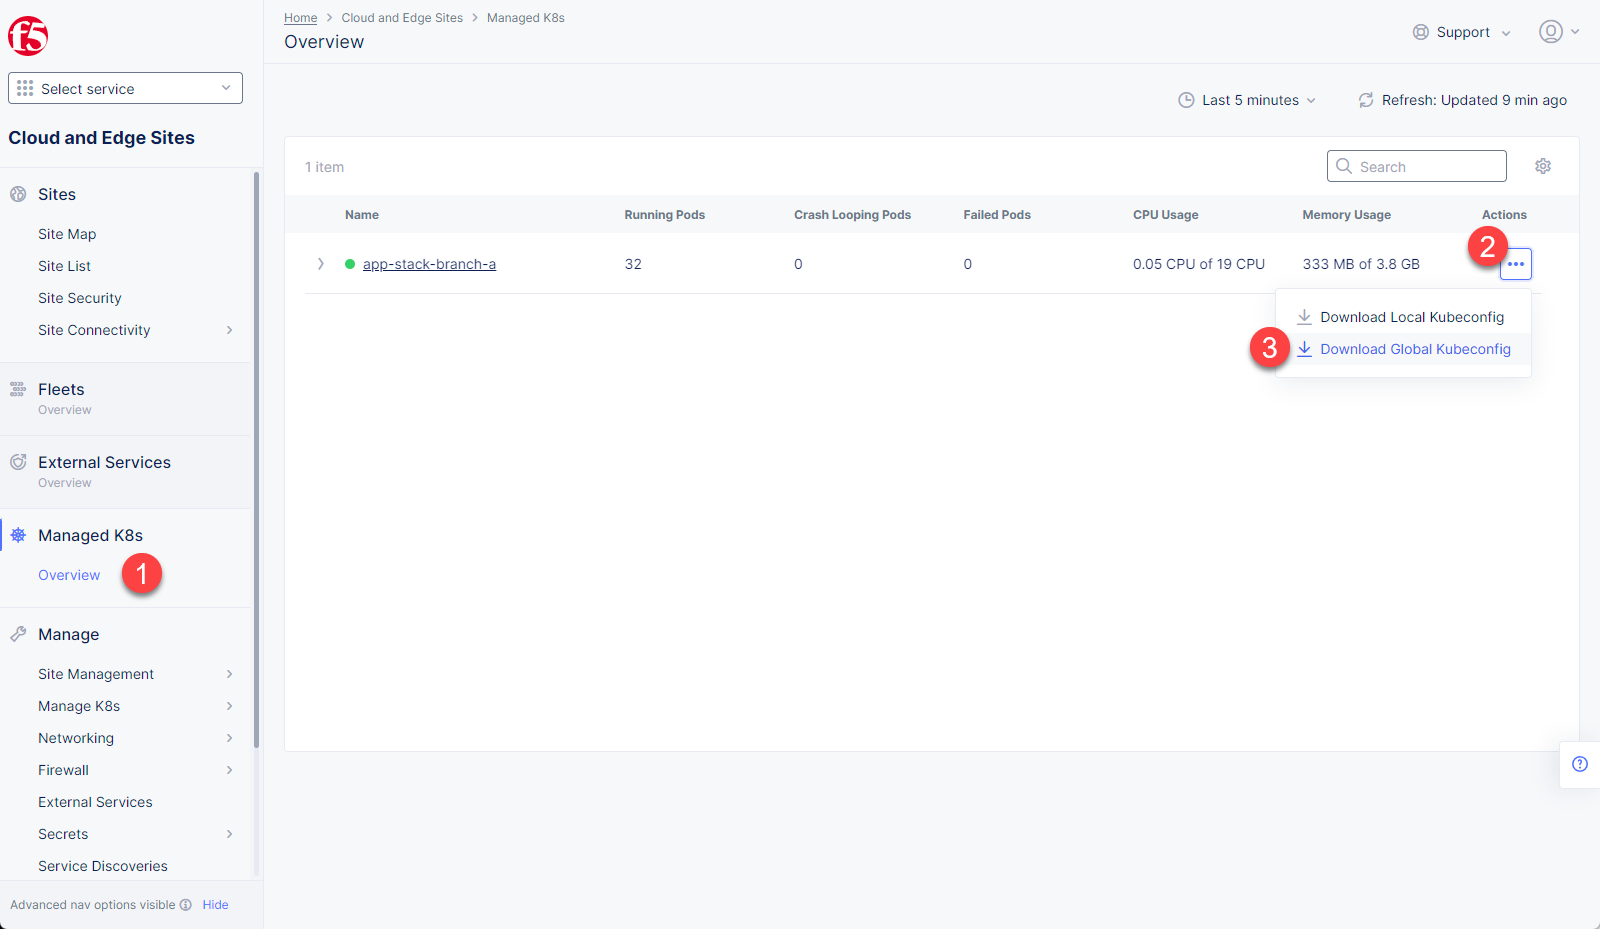 f5
Select service
Cloud and Edge Sites
Sites
Site Map
Site List
Site Security
Site Connectivity
Fleets
Overview
External Services
Overview
Managed K8s
Overview
1
Manage
Site Management
Manage K8s
Networking
Firewall
External Services
Secrets
Service Discoveries
Advanced nav options visible Hide
Home > Cloud and Edge Sites > Managed K8s
Overview
Support
Last 5 minutes
Refresh: Updated 9 min ago
1 item
Search
Name Running Pods Crash Looping Pods Failed Pods CPU Usage Memory Usage Actions
app-stack-branch-a 32 0 0 0.05 CPU of 19 CPU 333 MB of 3.8 GB 2
Download Local Kubeconfig
3 Download Global Kubeconfig